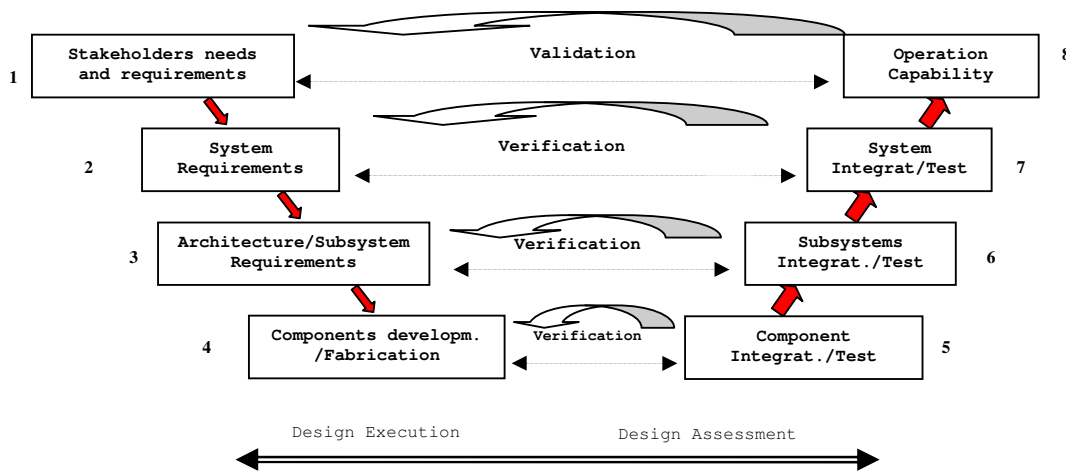 Stakeholders needs
and requirements
1
Validation
Operation
Capability
8
System
Requirements
2
Verification
System
Integrat/Test
7
Architecture/Subsystem
Requirements
3
Verification
Subsystems
Integrat./Test
6
Components developm.
/Fabrication
4
Verification
Component
Integrat./Test
5
Design Execution
Design Assessment